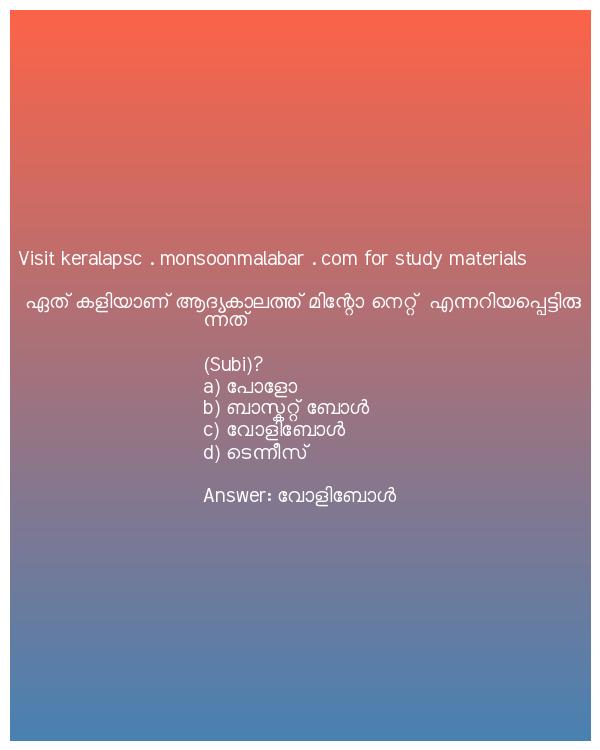 Visit keralapsc . monsoonmalabar . com for study materials
ഏത് കളിയാണ് ആദ്യകാലത്ത് മിന്റോ നെറ്റ്  എന്നറിയപ്പെട്ടിരു
ന്നത്
(Subi)?
a) പോളോ
b) ബാസ്കറ്റ് ബോൾ
c) വോളിബോൾ
d) ടെന്നീസ്
Answer: വോളിബോൾ